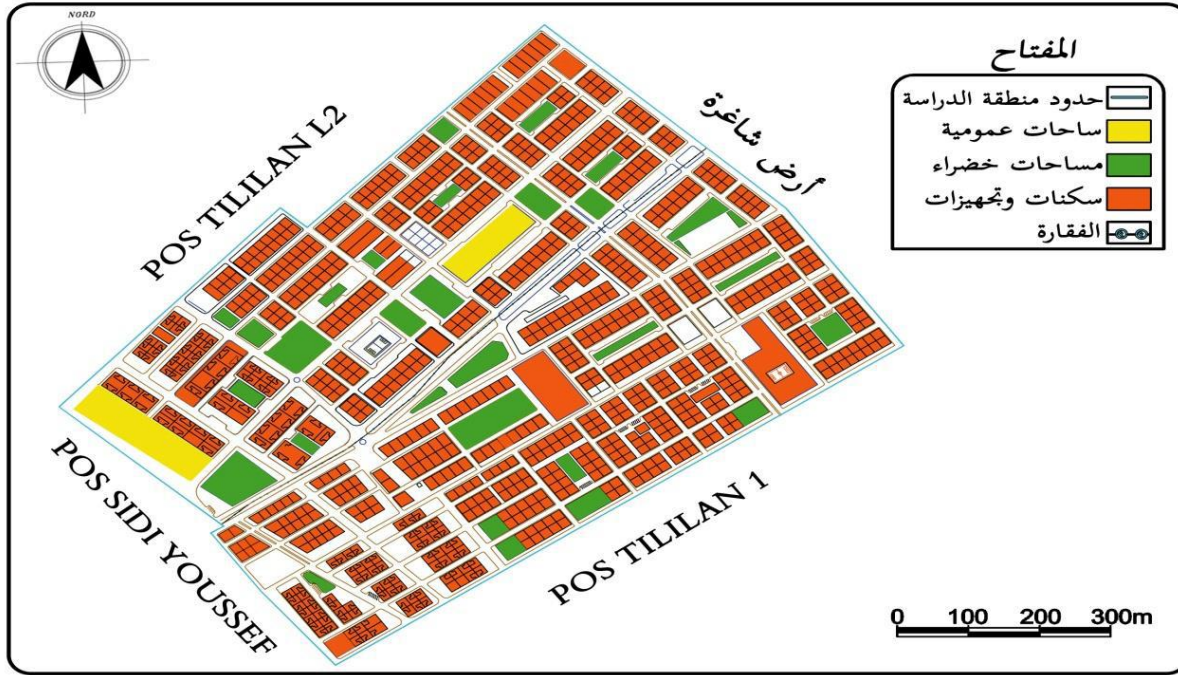 NORD
المفتاح
حدود منطقة الدراسة
ساحات عمومية
مساحات خضراء
سكنات وتجهيزات
الفقارة
POS TILILAN L2
أرض شاغرة
POS SIDI YOUSSEF
POS TILILAN 1
0 100 200 300m